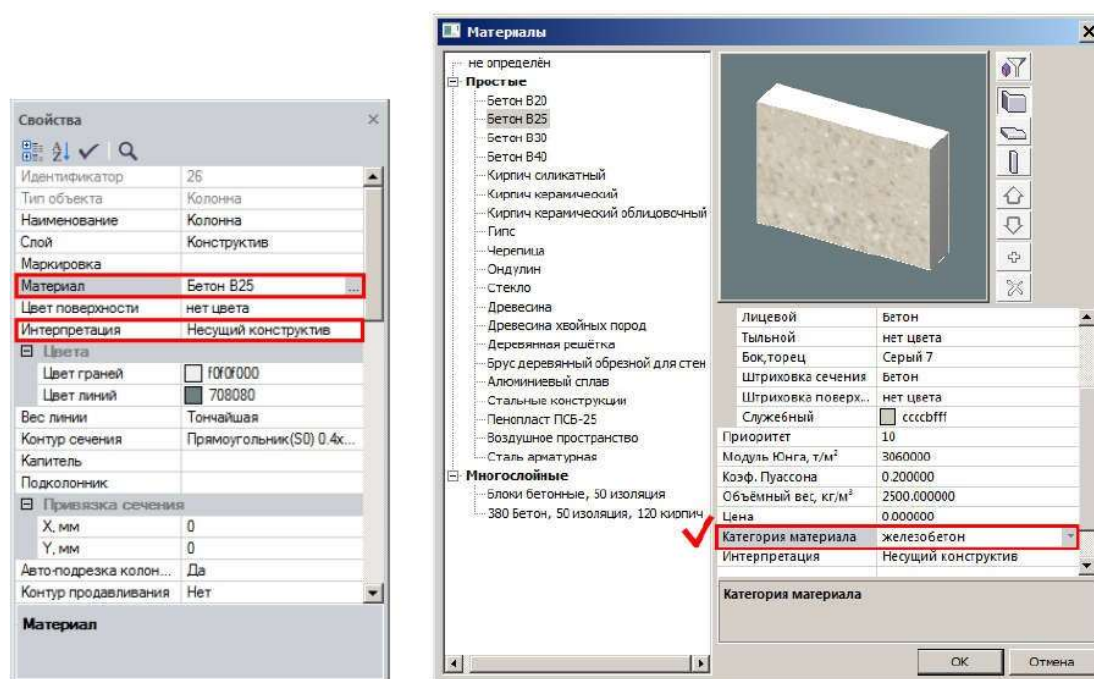 Свойства
Идентификатор 26
Тип объекта Колонна
Наименование Колонна
Слой Конструктив
Маркировка
Материал Бетон В25 ...
Цвет поверхности нет цвета
Интерпретация Несущий конструктив
Цвета
Цвет граней f0f0f000
Цвет линий 708080
Вес линии Тончайшая
Контур сечения Прямоугольник(S0) 0.4x...
Капитель
Подколонник
Привязка сечения
X, мм 0
Y, мм 0
Авто-подрезка колон... Да
Контур продавливания Нет
Материал
Материалы
не определён
Простые
Бетон В20
Бетон В25
Бетон В30
Бетон В40
Кирпич силикатный
Кирпич керамический
Кирпич керамический облицовочный
Гипс
Черепица
Ондулин
Стекло
Древесина
Древесина хвойных пород
Деревянная решётка
Брус деревянный обрезной для стен
Алюминиевый сплав
Стальные конструкции
Пенопласт ПСБ-25
Воздушное пространство
Сталь арматурная
Многослойные
Блоки бетонные, 50 изоляция
380 Бетон, 50 изоляция, 120 кирпич
Лицевой Бетон
Тыльной нет цвета
Бок,торец Серый 7
Штриховка сечения Бетон
Штриховка поверх... нет цвета
Служебный ccccbfff
Приоритет 10
Модуль Юнга, т/м² 3060000
Коэф. Пуассона 0.200000
Объёмный вес, кг/м³ 2500.000000
Цена 0.000000
Категория материала железобетон
Интерпретация Несущий конструктив
Категория материала
OK Отмена